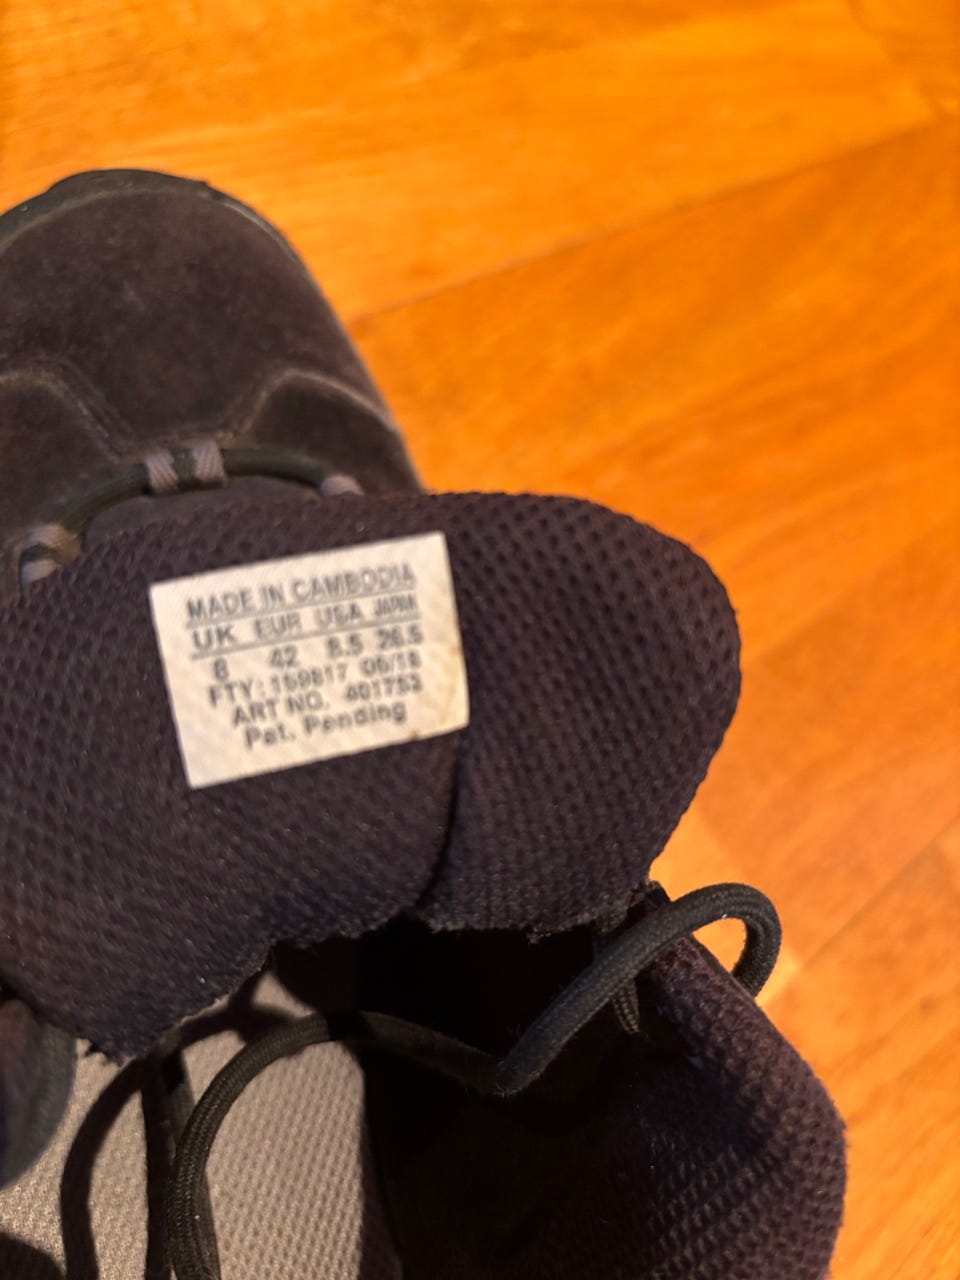 MADE IN CAMBODIA
UK EUR USA JAPAN
8 42 8.5 26.5
FTY: 159817 06/18
ART NO. 401753
Pat. Pending